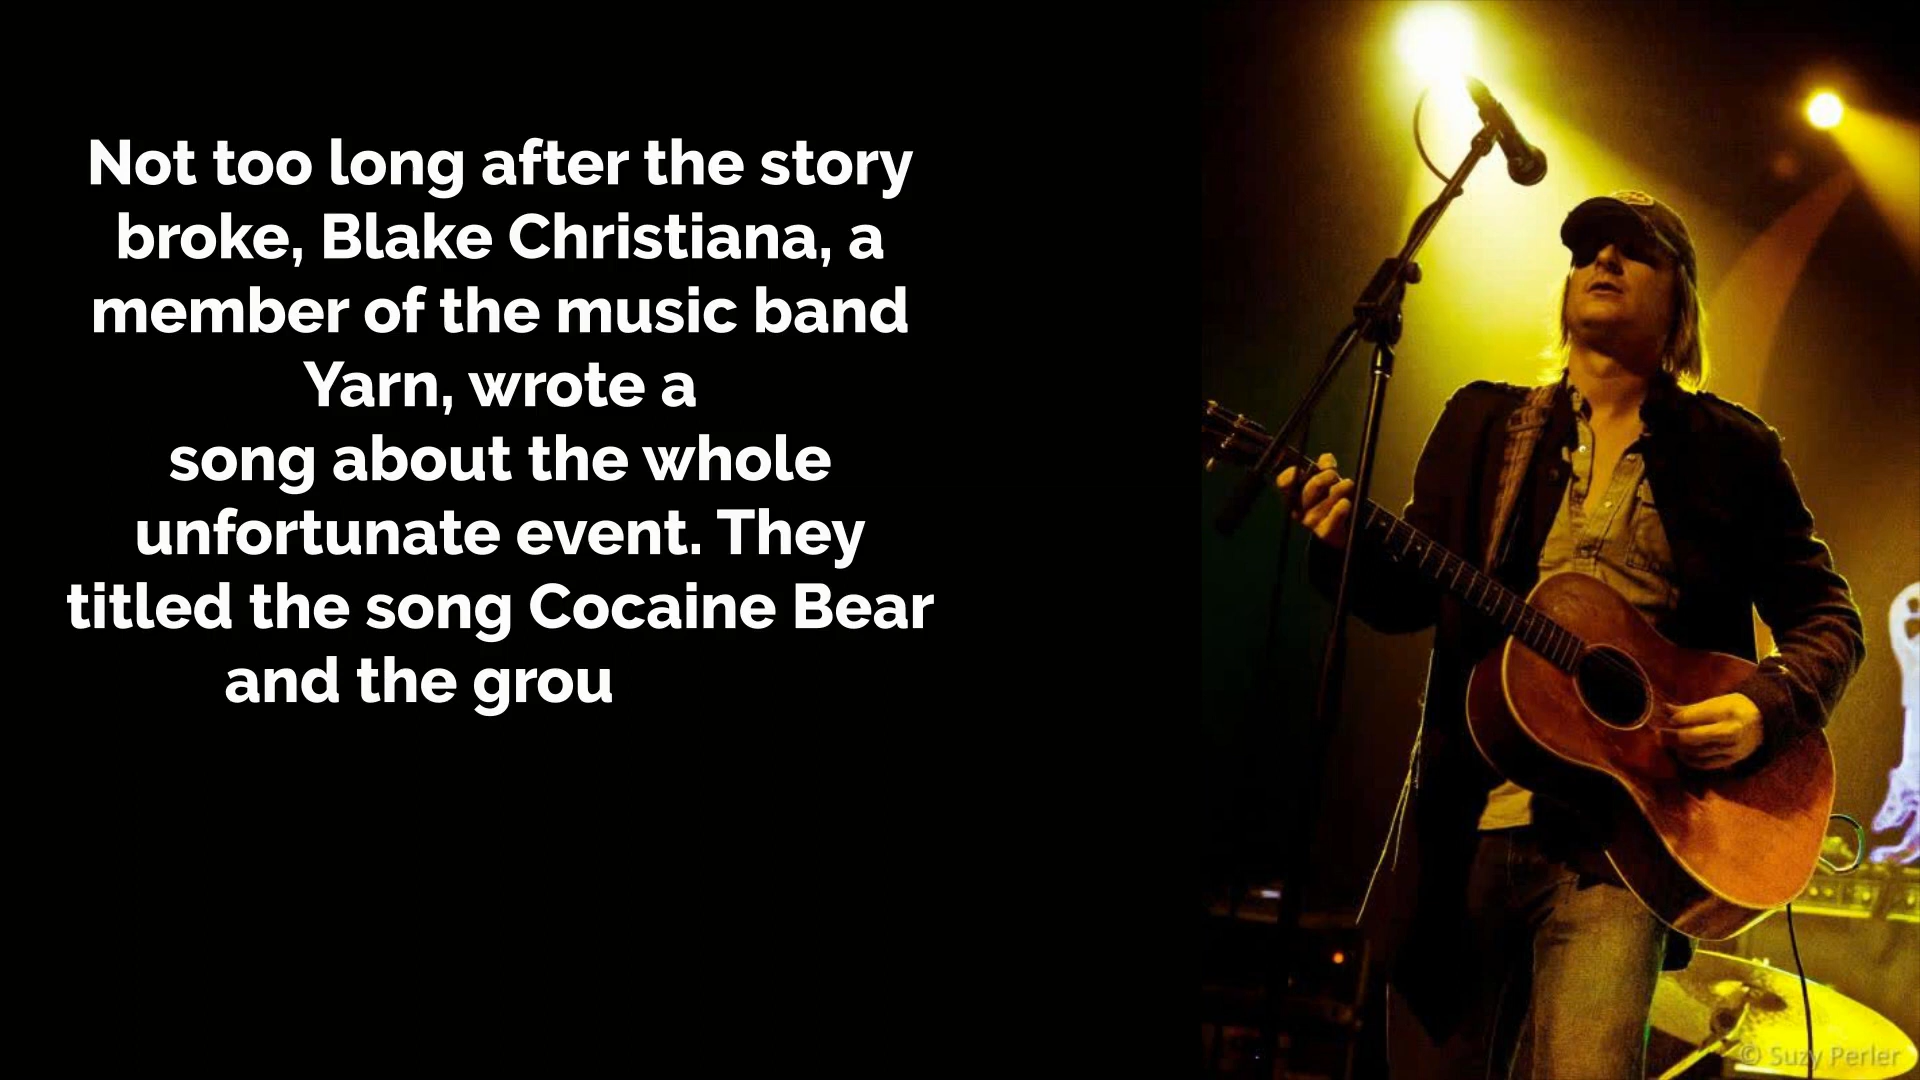 Not too long after the story
broke, Blake Christiana, a
member of the music band
Yarn, wrote a
song about the whole
unfortunate event. They
titled the song Cocaine Bear
and the grou
© Suzy Perler